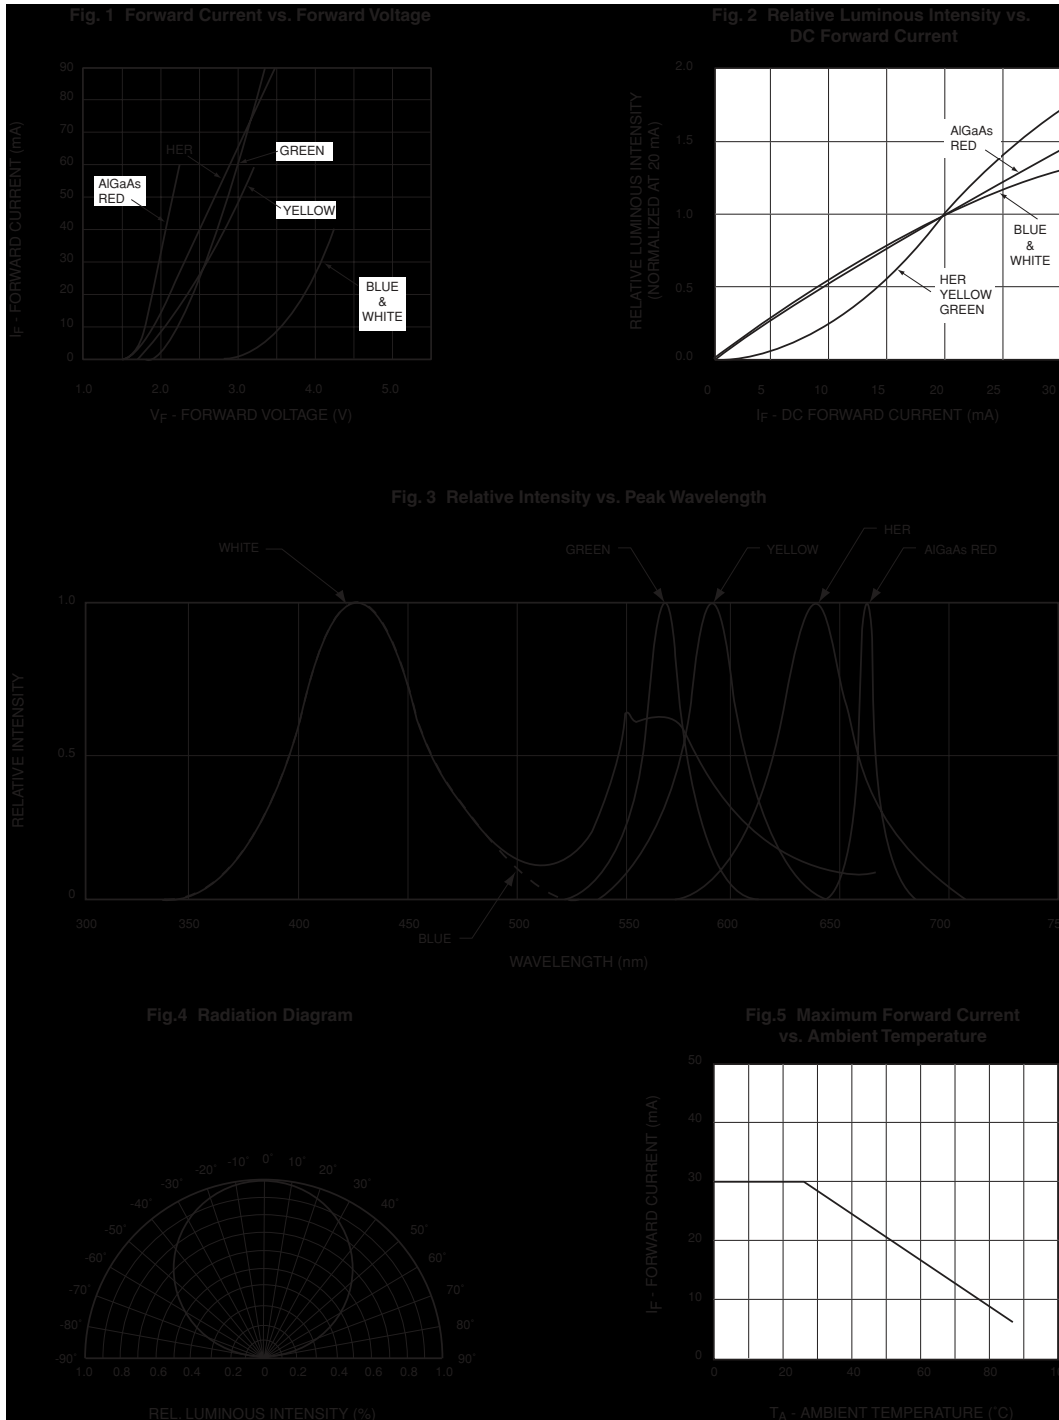 Fig. 1 Forward Current vs. Forward Voltage
90
80
70
60
50
40
30
20
10
0
IF - FORWARD CURRENT (mA)
HER
GREEN
AlGaAs
RED
YELLOW
BLUE
&
WHITE
1.0
2.0
3.0
4.0
5.0
VF - FORWARD VOLTAGE (V)
Fig. 2 Relative Luminous Intensity vs.
DC Forward Current
2.0
1.5
1.0
0.5
0.0
RELATIVE LUMINOUS INTENSITY
(NORMALIZED AT 20 mA)
AlGaAs
RED
BLUE
&
WHITE
HER
YELLOW
GREEN
0
5
10
15
20
25
30
IF - DC FORWARD CURRENT (mA)
Fig. 3 Relative Intensity vs. Peak Wavelength
WHITE
GREEN
YELLOW
HER
AlGaAs RED
1.0
0.5
0
RELATIVE INTENSITY
BLUE
300
350
400
450
500
550
600
650
700
WAVELENGTH (nm)
Fig.4 Radiation Diagram
-90˚
-80˚
-70˚
-60˚
-50˚
-40˚
-30˚
-20˚
-10˚
0˚
10˚
20˚
30˚
40˚
50˚
60˚
70˚
80˚
90˚
1.0
0.8
0.6
0.4
0.2
0
0.2
0.4
0.6
0.8
1.0
REL. LUMINOUS INTENSITY (%)
Fig.5 Maximum Forward Current
vs. Ambient Temperature
50
40
30
20
10
0
IF - FORWARD CURRENT (mA)
0
20
40
60
80
TA - AMBIENT TEMPERATURE (˚C)